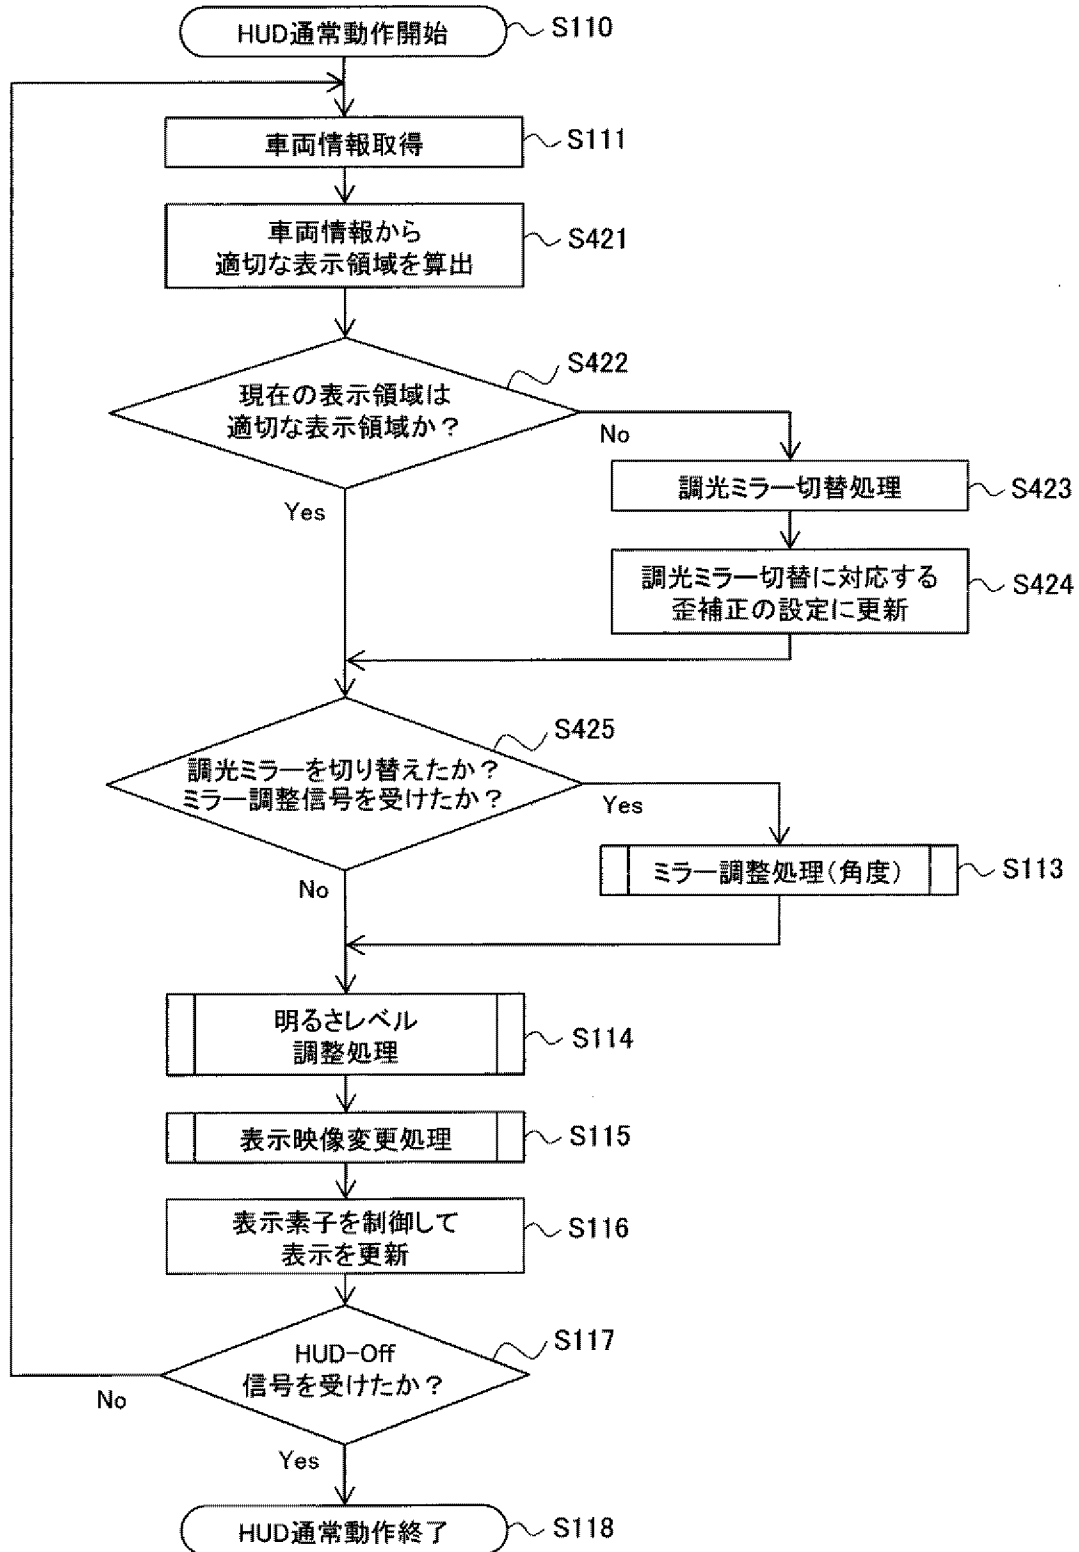 HUD通常動作開始
S110
車両情報取得
S111
車両情報から
適切な表示領域を算出
S421
現在の表示領域は
適切な表示領域か？
S422
No
Yes
調光ミラー切替処理
S423
調光ミラー切替に対応する
歪補正の設定に更新
S424
調光ミラーを切り替えたか？
ミラー調整信号を受けたか？
S425
Yes
No
ミラー調整処理（角度）
S113
明るさレベル
調整処理
S114
表示映像変更処理
S115
表示素子を制御して
表示を更新
S116
HUD-Off
信号を受けたか？
S117
No
Yes
HUD通常動作終了
S118